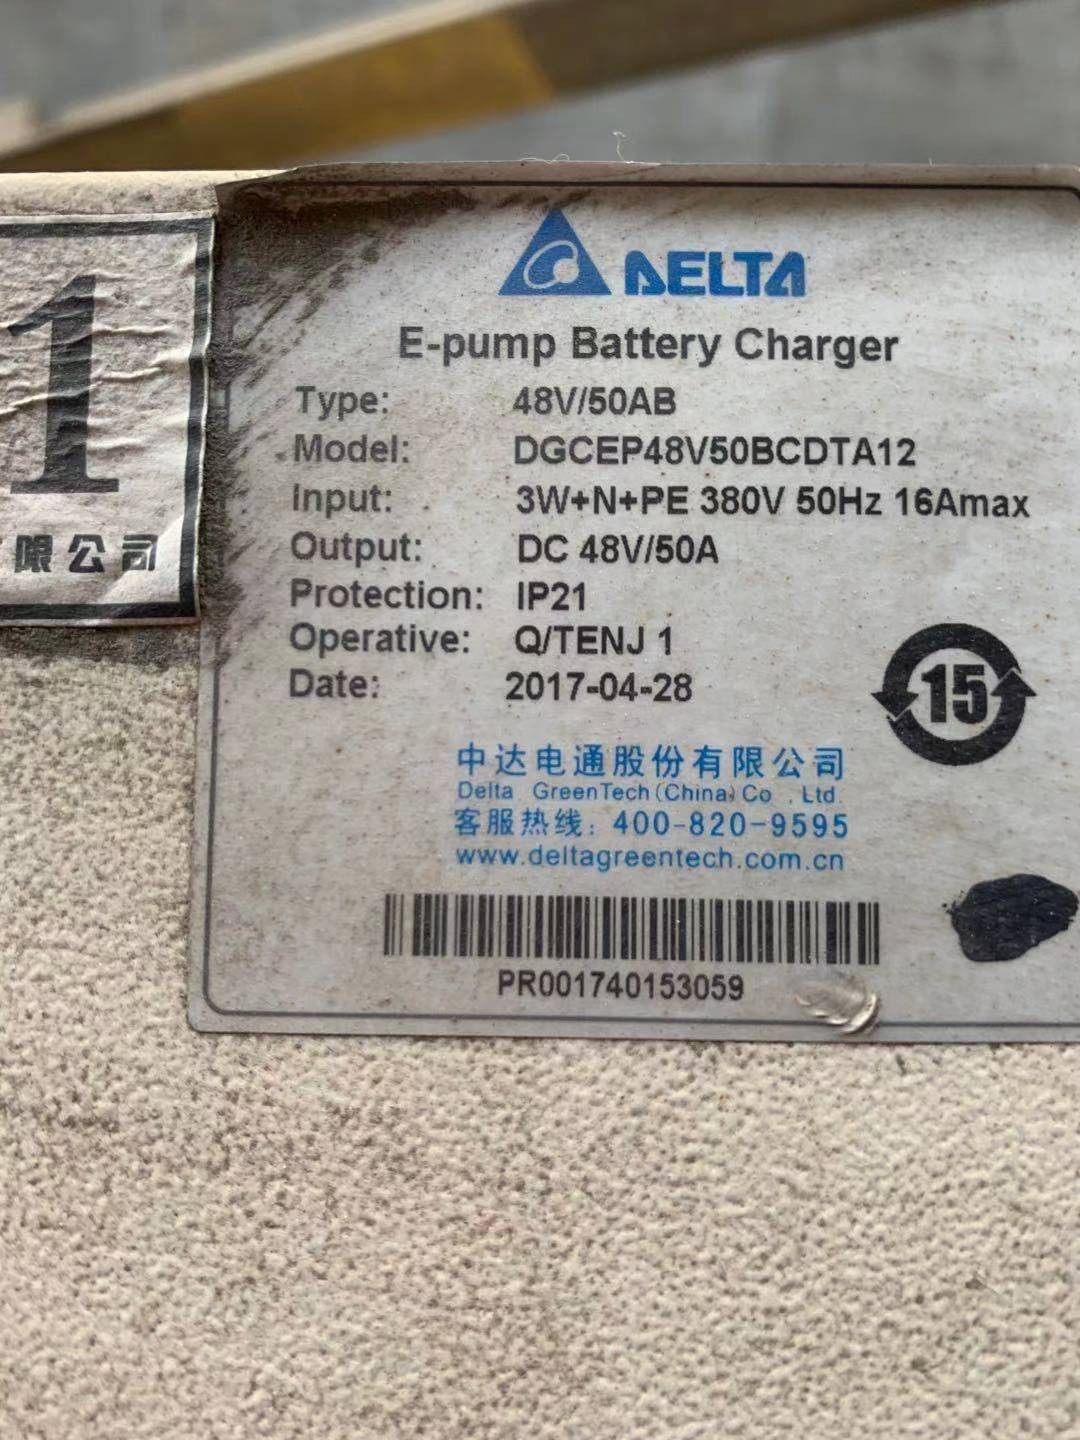 1
限公司
DELTA
E-pump Battery Charger
Type: 48V/50AB
Model: DGCEP48V50BCDTA12
Input: 3W+N+PE 380V 50Hz 16Amax
Output: DC 48V/50A
Protection: IP21
Operative: Q/TENJ 1
Date: 2017-04-28
15
中达电通股份有限公司
Delta GreenTech(China) Co., Ltd.
客服热线: 400-820-9595
www.deltagreentech.com.cn
PR001740153059